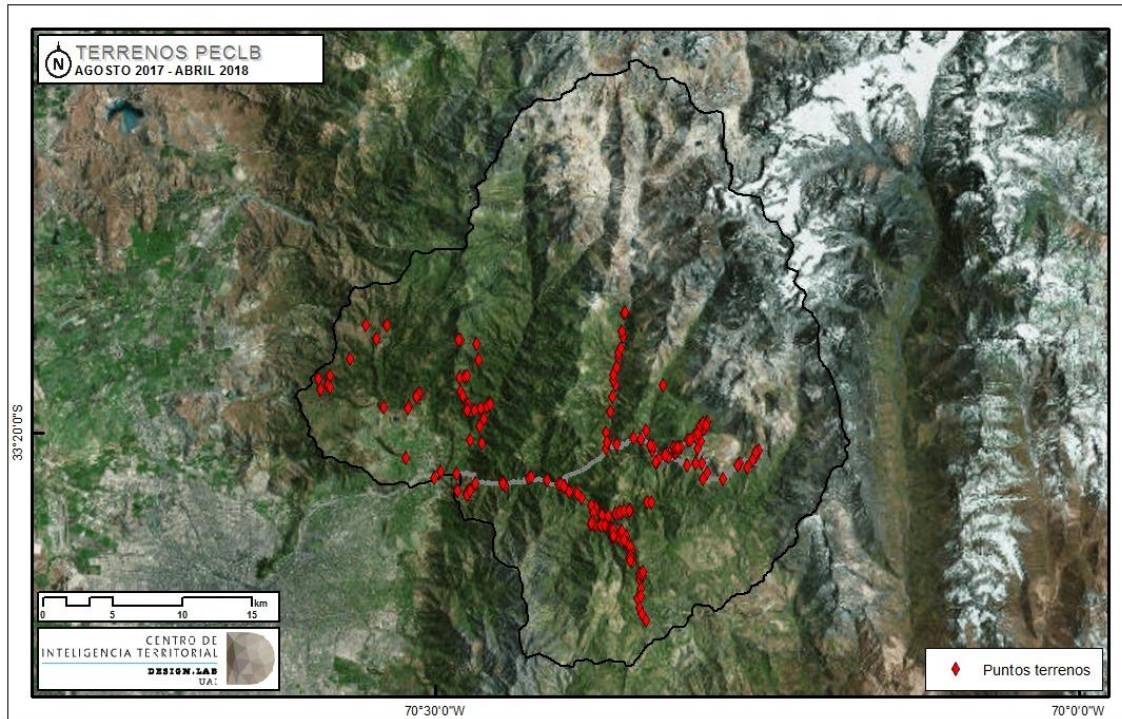 N
TERRENOS PECLB
AGOSTO 2017 - ABRIL 2018
33°20'0"S
0 5 10 15 km
CENTRO DE
INTELIGENCIA TERRITORIAL
DESIGN.LAB
UAI
Puntos terrenos
70°30'0"W
70°0'0"W